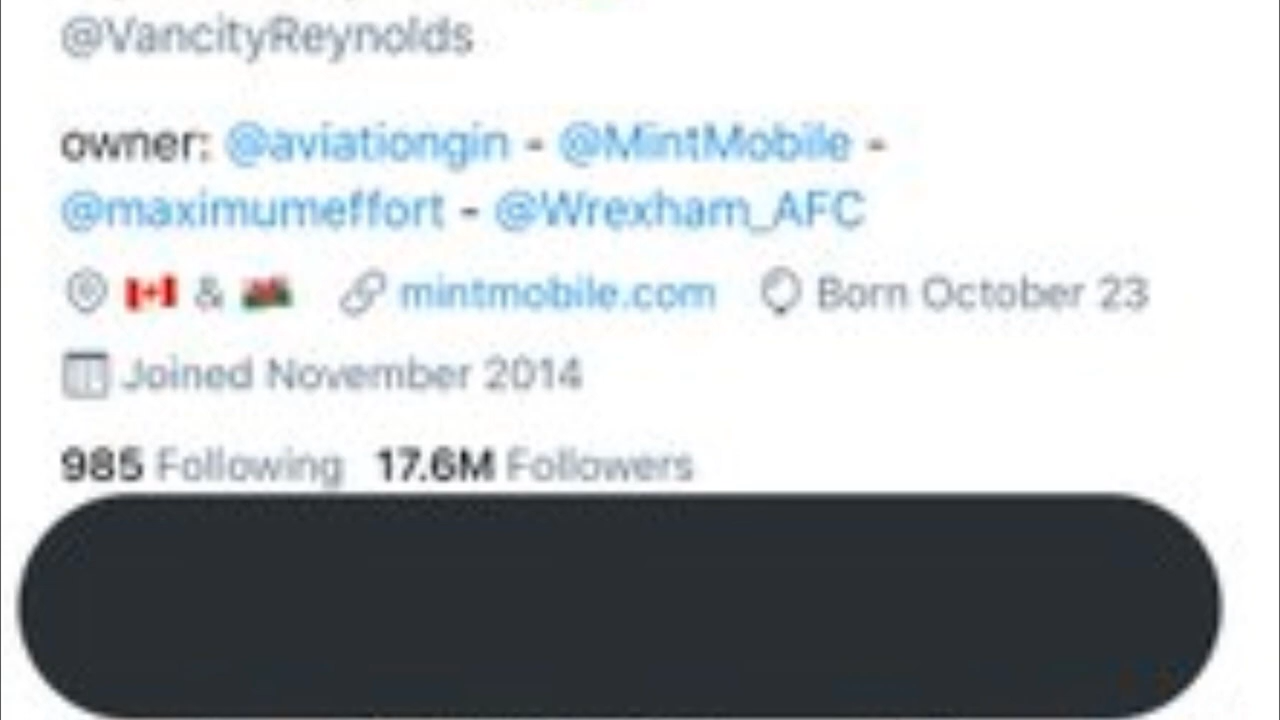 @VancityReynolds
owner: @aviationgin - @MintMobile -
@maximumeffort - @Wrexham_AFC
🇨🇦 & 🏴󠁧󠁢󠁷󠁬󠁳󠁿 mintmobile.com Born October 23
Joined November 2014
985 Following 17.6M Followers